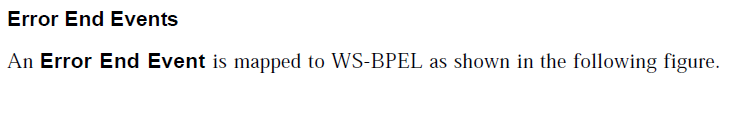 Error End Events
An Error End Event is mapped to WS-BPEL as shown in the following figure.